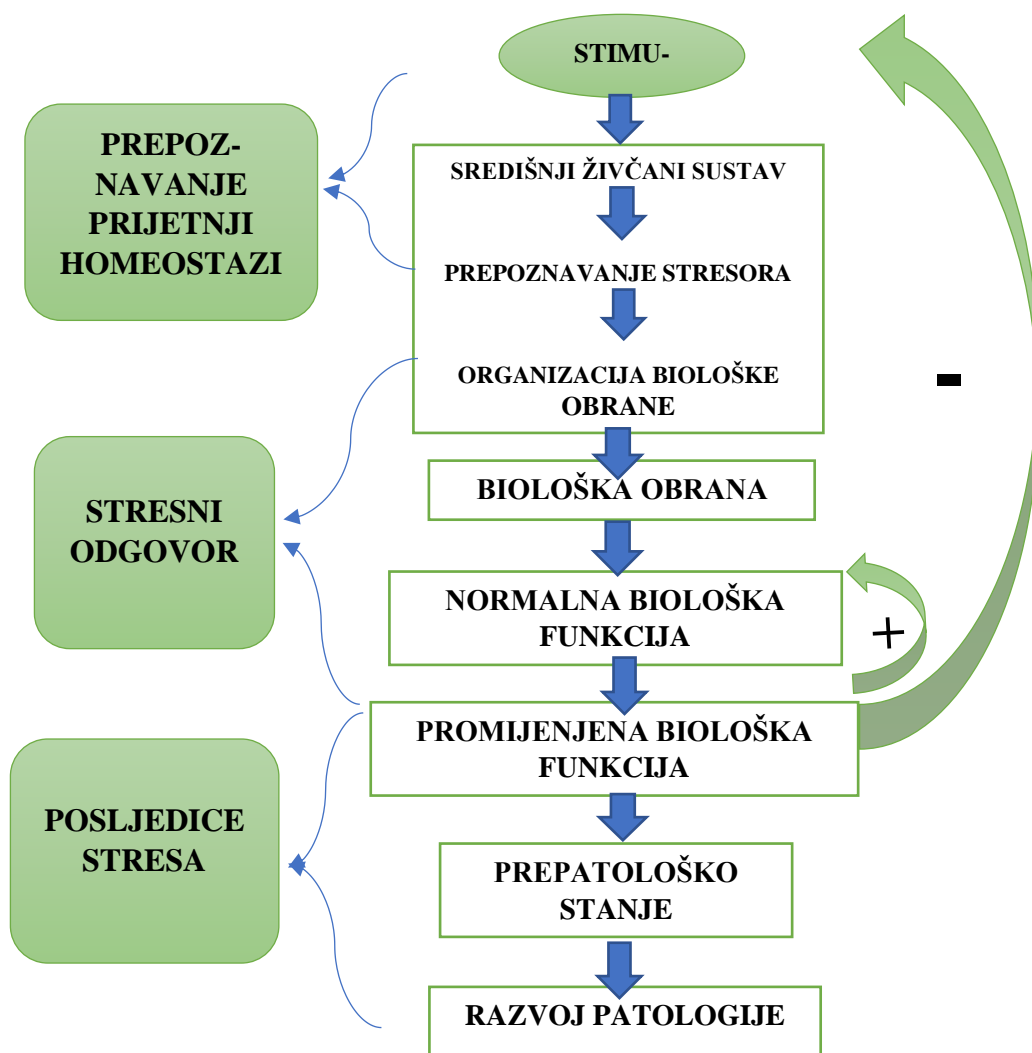 STIMU-
PREPOZ-
NAVANJE
PRIJETNJI
HOMEOSTAZI
SREDIŠNJI ŽIVČANI SUSTAV
PREPOZNAVANJE STRESORA
ORGANIZACIJA BIOLOŠKE
OBRANE
-
STRESNI
ODGOVOR
BIOLOŠKA OBRANA
NORMALNA BIOLOŠKA
FUNKCIJA
+
PROMIJENJENA BIOLOŠKA
FUNKCIJA
POSLJEDICE
STRESA
PREPATOLOŠKO
STANJE
RAZVOJ PATOLOGIJE